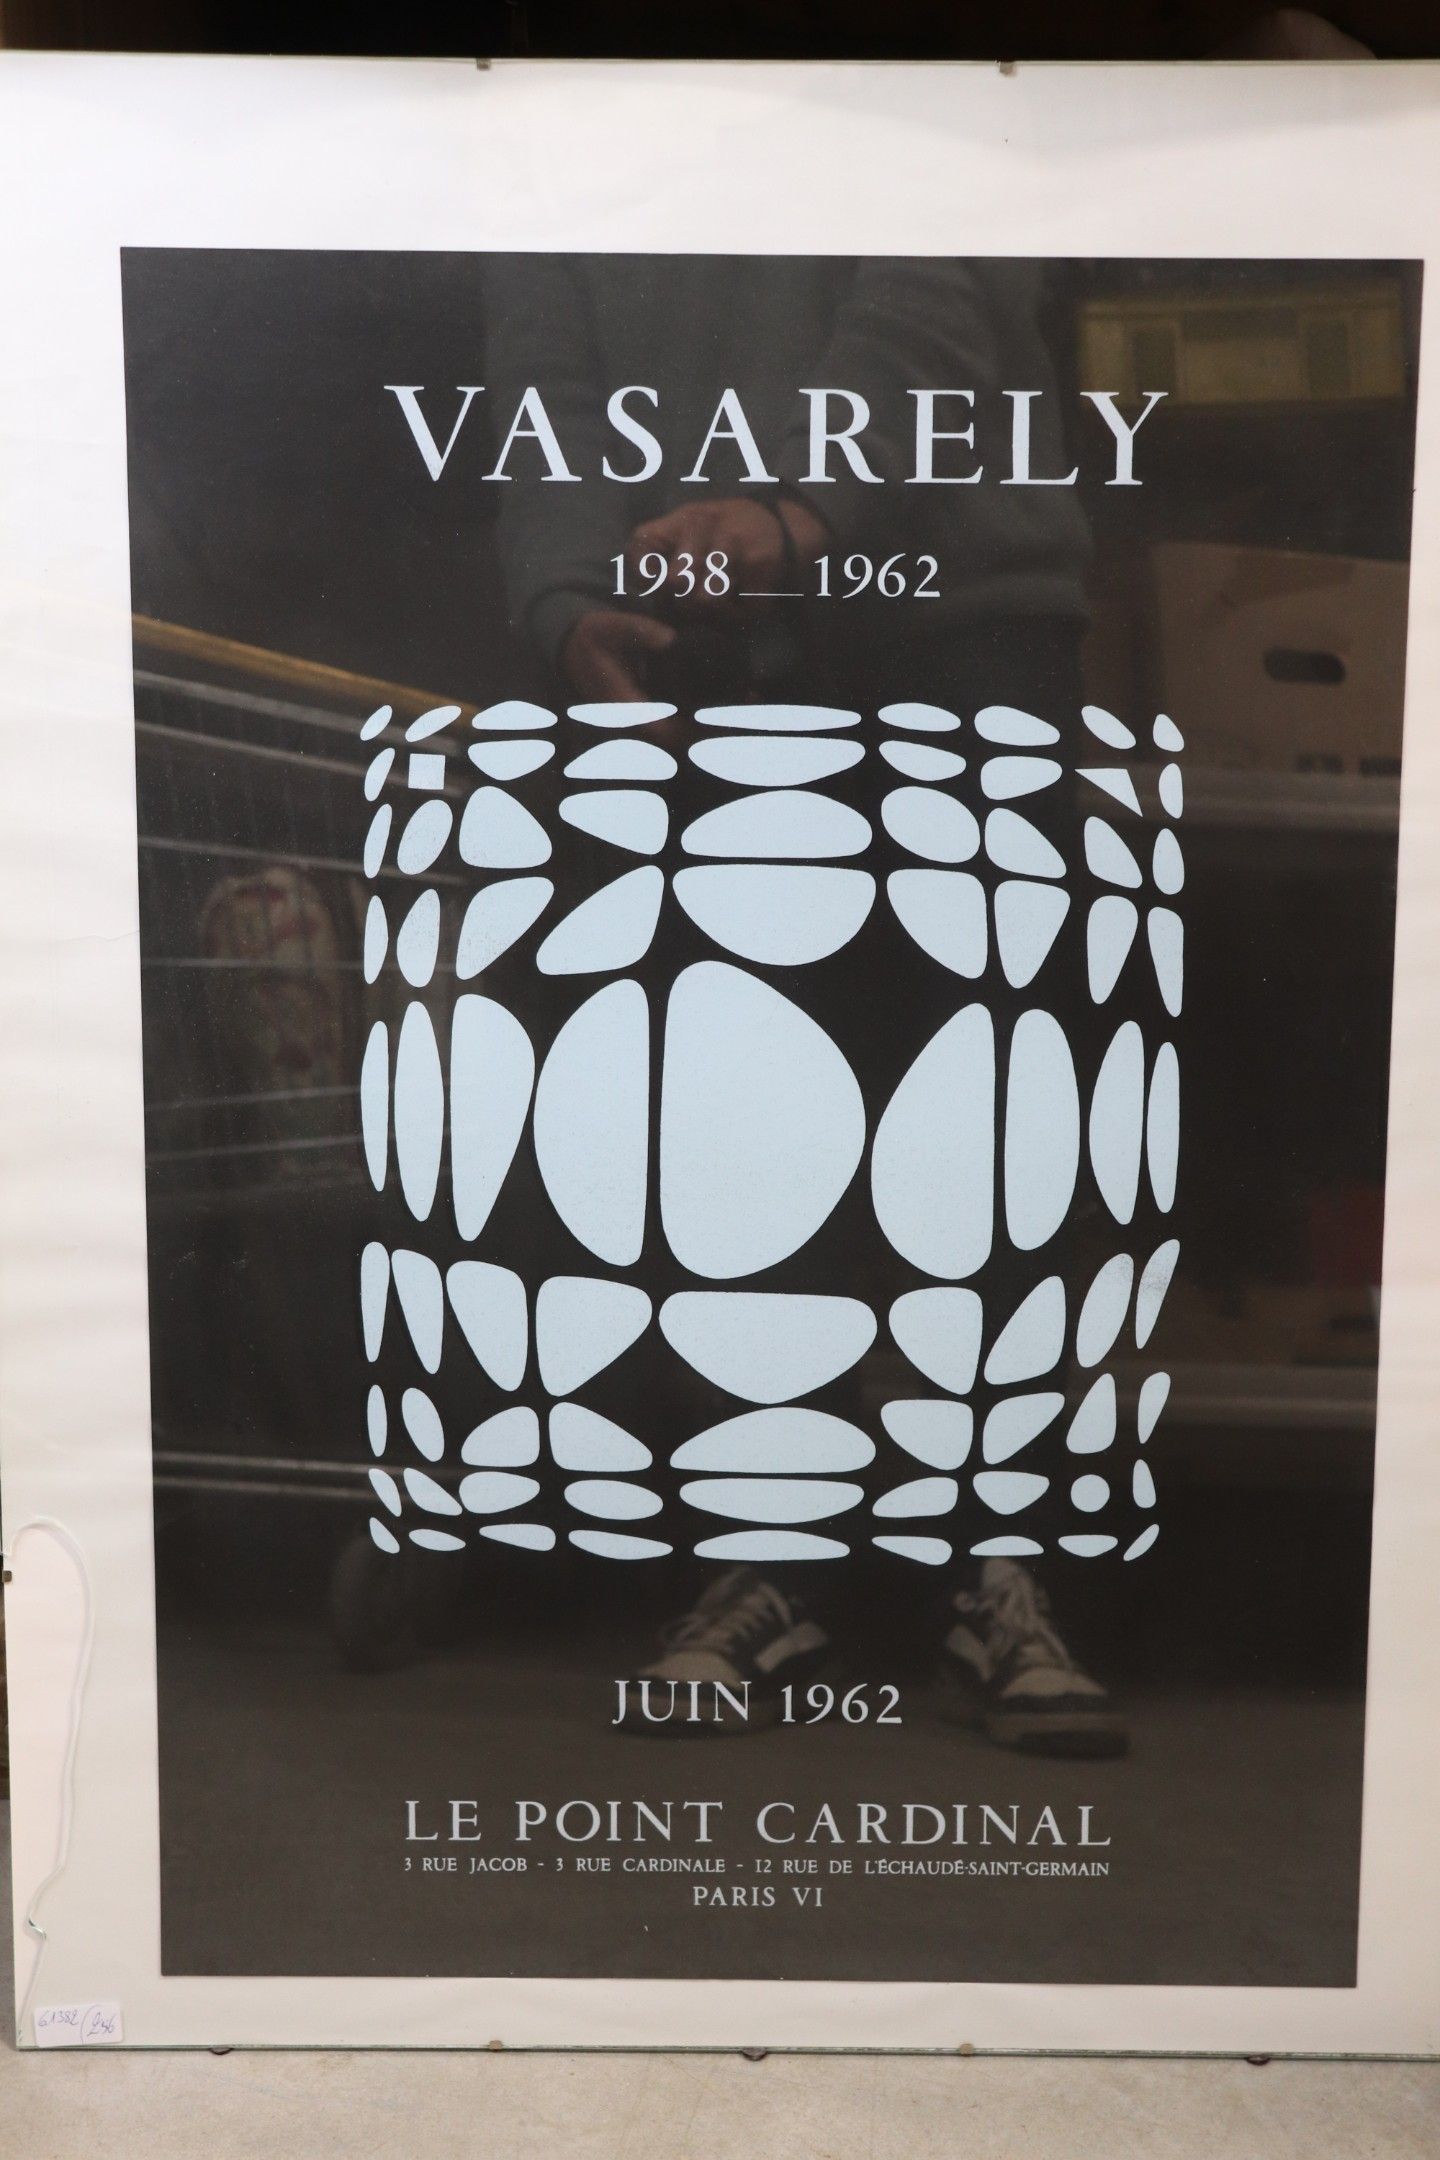 VASARELY
1938__1962
JUIN 1962
LE POINT CARDINAL
3 RUE JACOB - 3 RUE CARDINALE - 12 RUE DE L'ÉCHAUDÉ-SAINT-GERMAIN
PARIS VI
61382